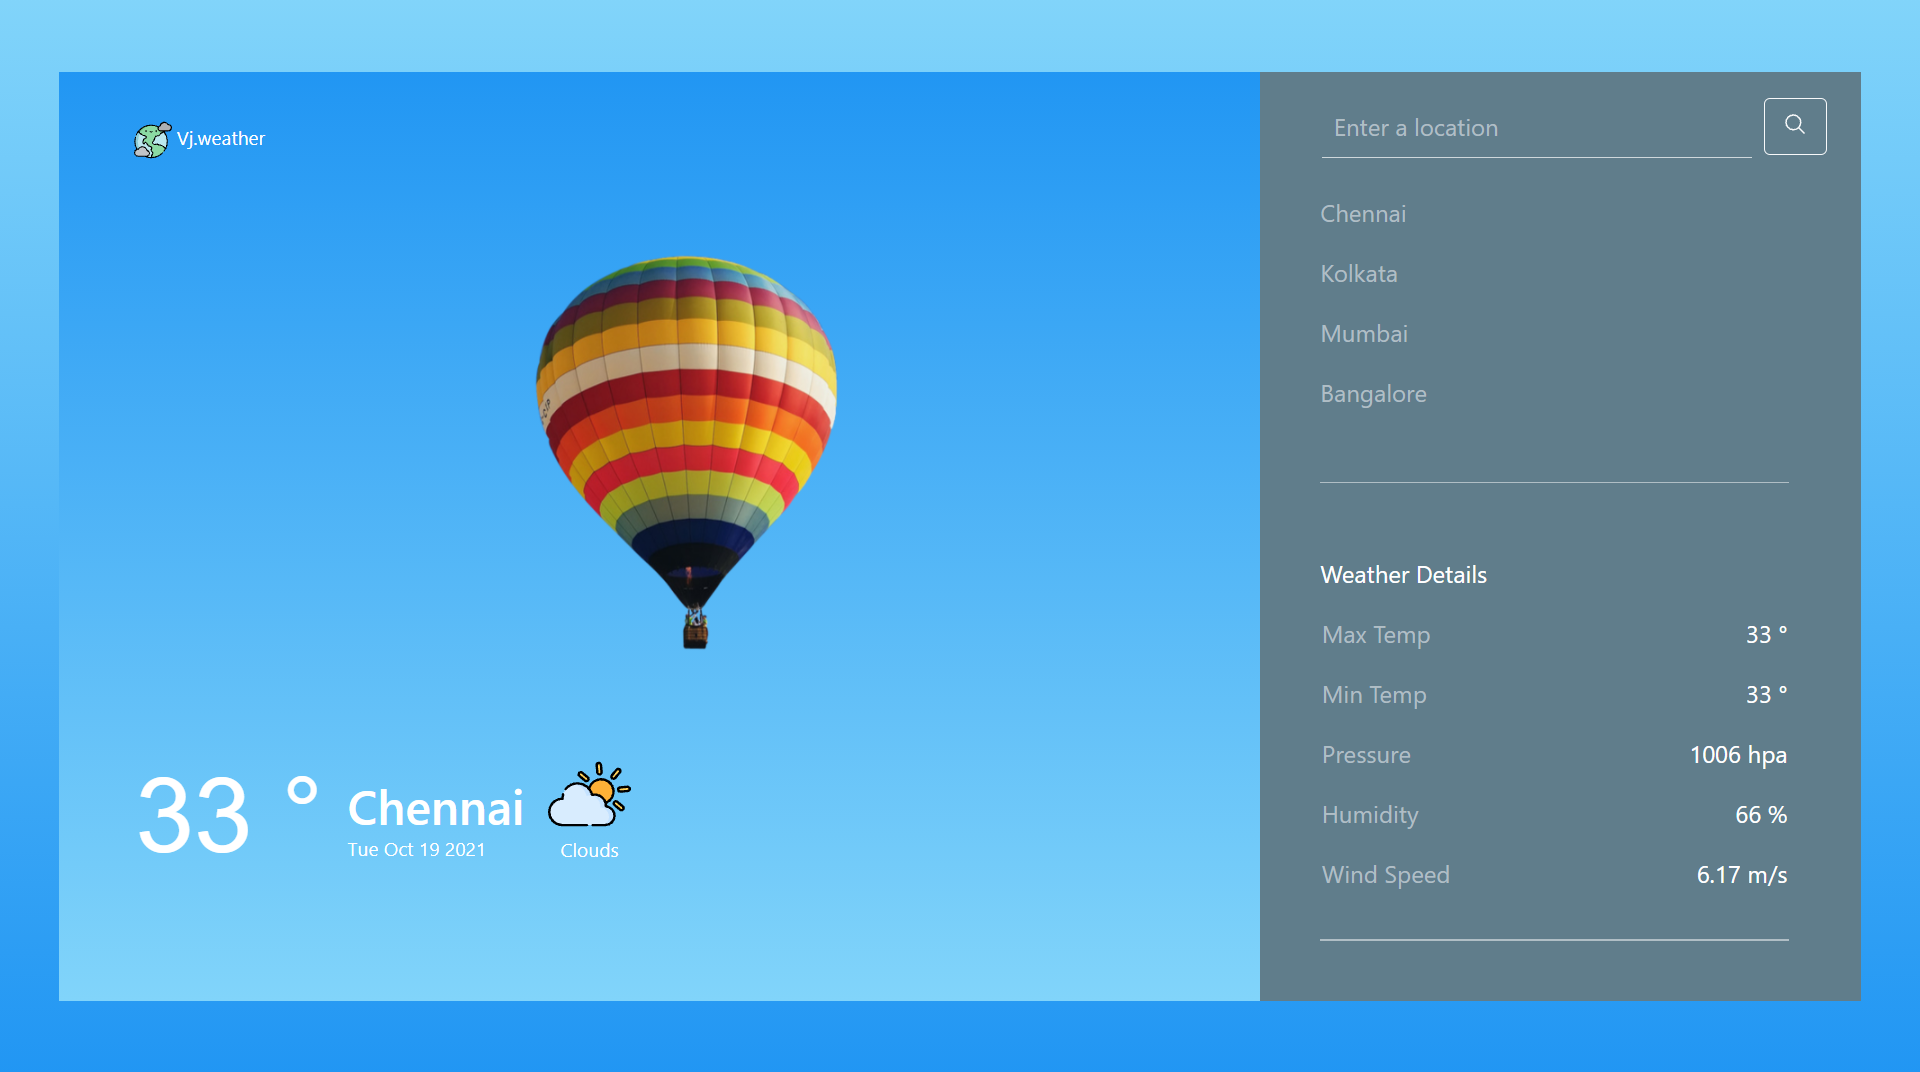 Vj.weather
33 °
Chennai
Tue Oct 19 2021
Clouds
Enter a location
Chennai
Kolkata
Mumbai
Bangalore
Weather Details
Max Temp 33 °
Min Temp 33 °
Pressure 1006 hpa
Humidity 66 %
Wind Speed 6.17 m/s